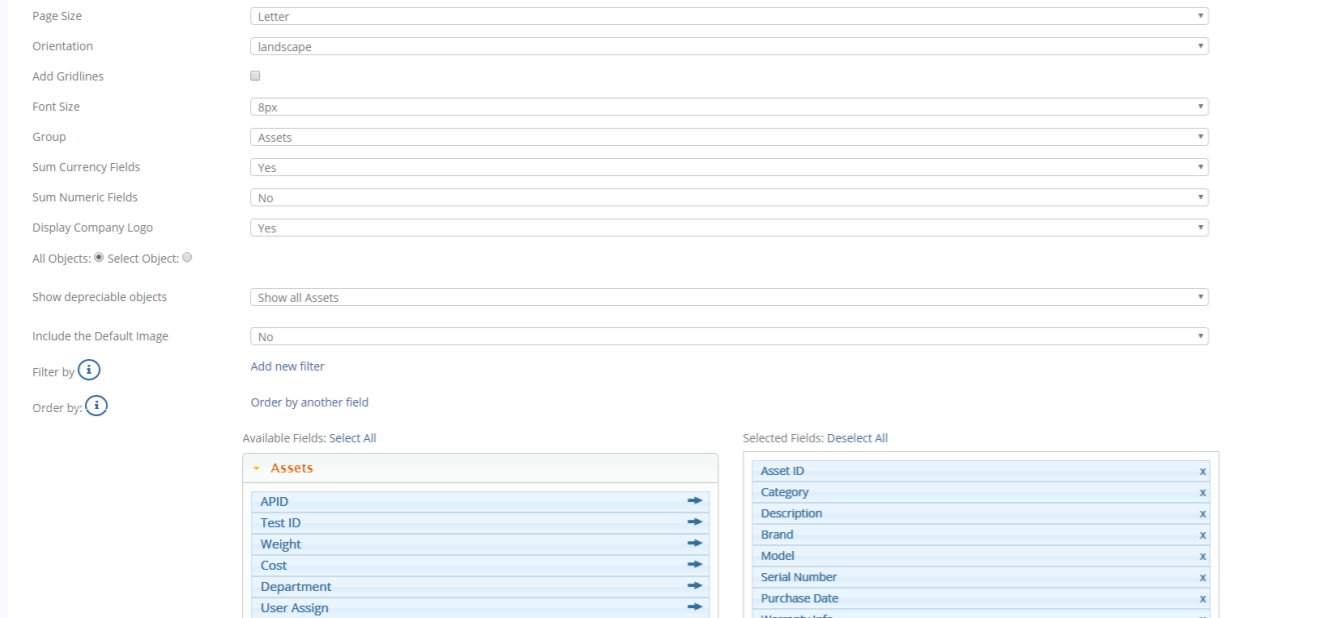 Page Size Letter
Orientation landscape
Add Gridlines
Font Size 8px
Group Assets
Sum Currency Fields Yes
Sum Numeric Fields No
Display Company Logo Yes
All Objects: Select Object:
Show depreciable objects Show all Assets
Include the Default Image No
Filter by i Add new filter
Order by: i Order by another field
Available Fields: Select All
Assets
APID
Test ID
Weight
Cost
Department
User Assign
Selected Fields: Deselect All
Asset ID x
Category x
Description x
Brand x
Model x
Serial Number x
Purchase Date x
Warranty Info